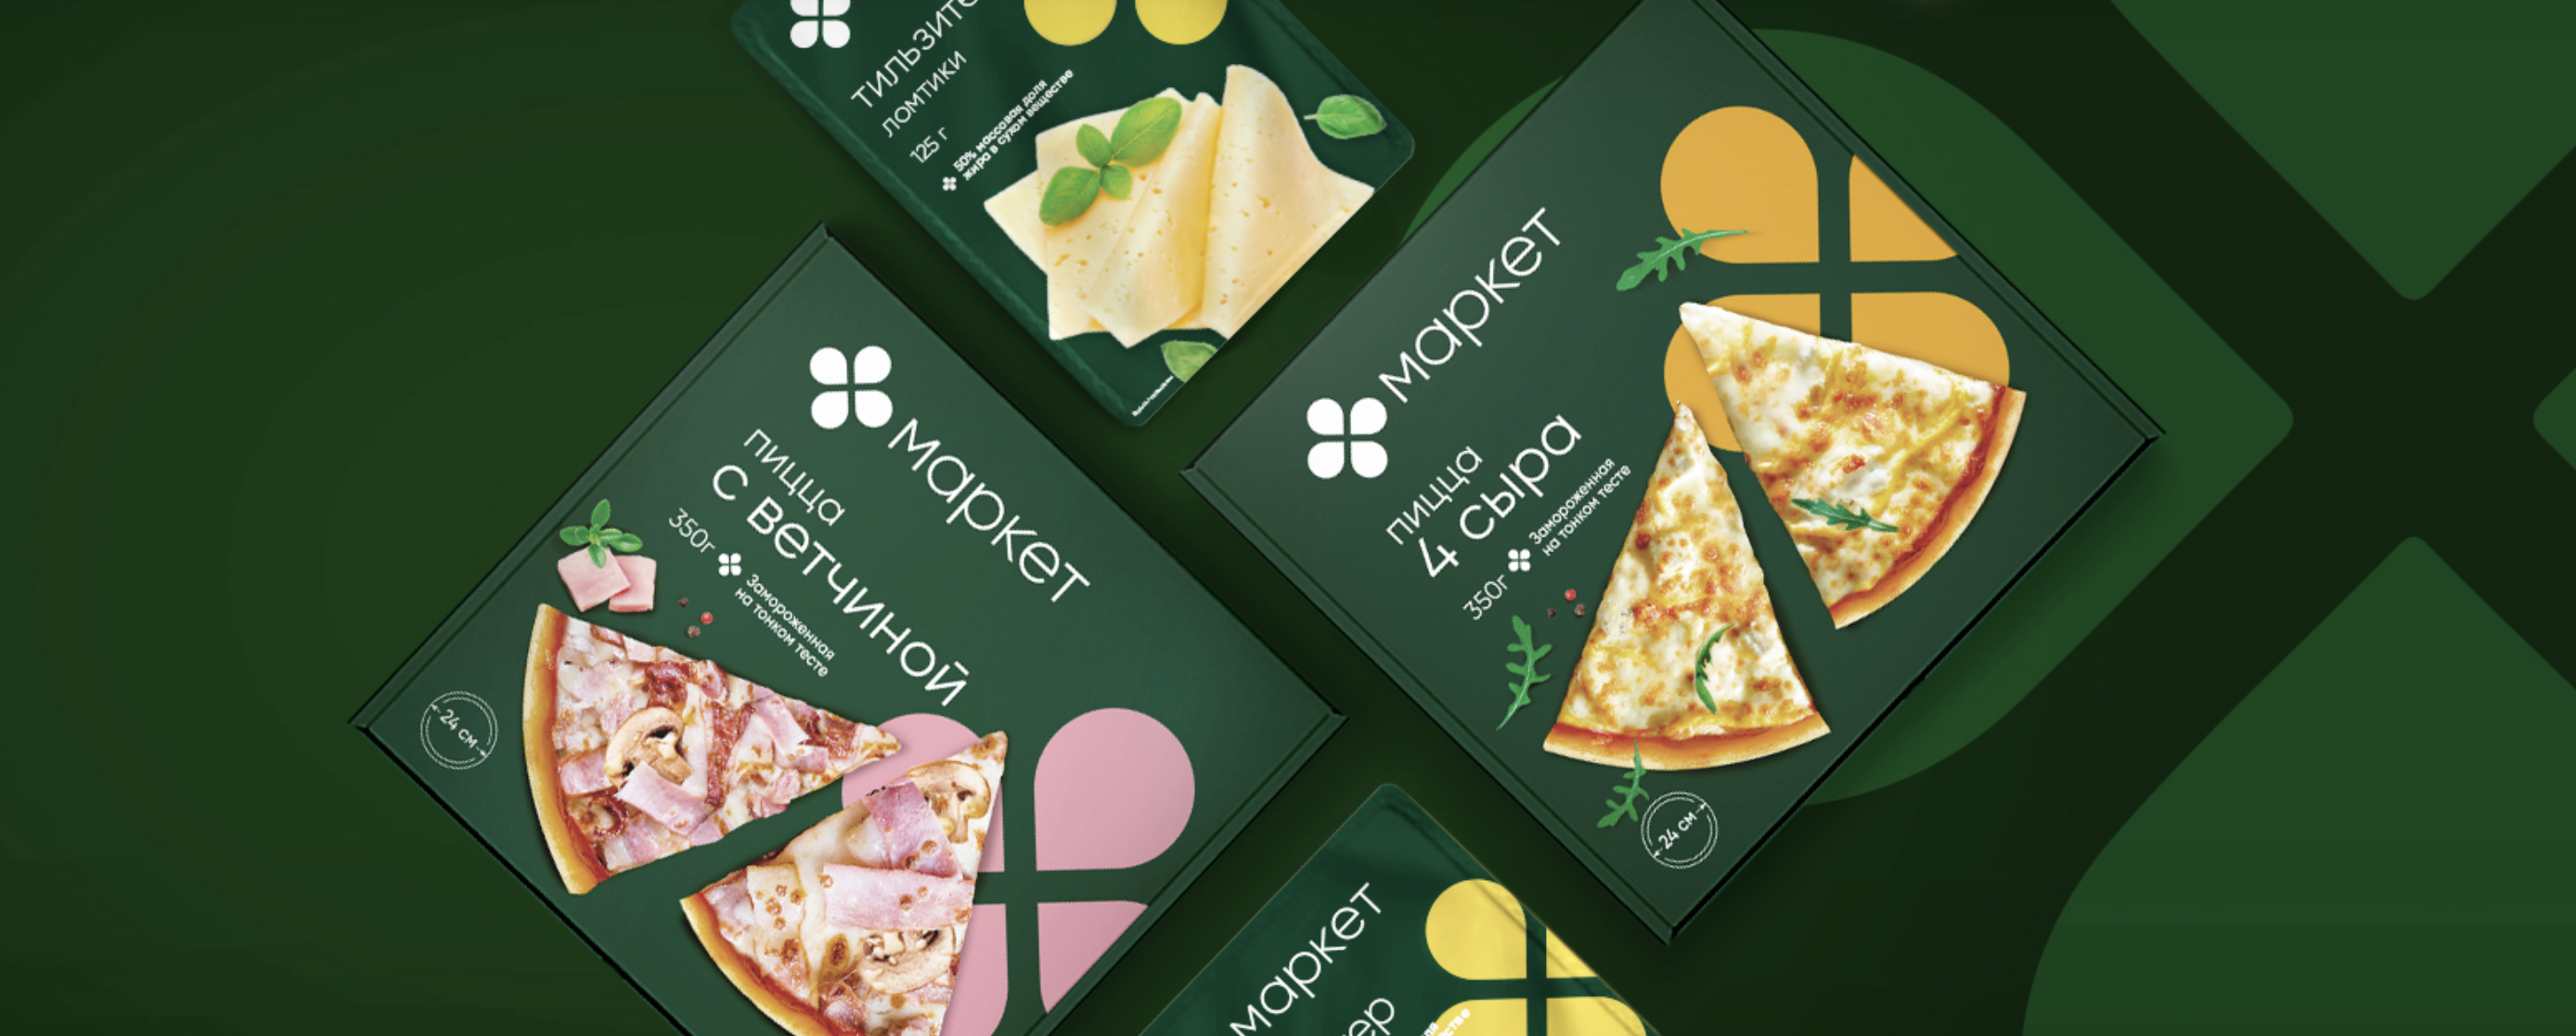 ЛОМТИКИ
125 г
50% массовая доля
жира в сухом веществе
маркет
пицца
с ветчиной
350г
Замороженная
на тонком тесте
24 см
маркет
пицца
4 сыра
350г
Замороженная
на тонком тесте
24 см
маркет